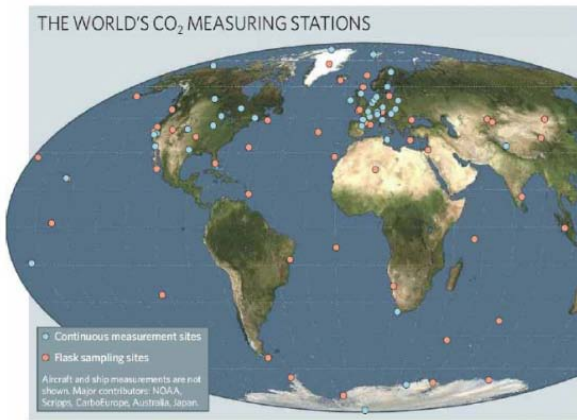 THE WORLD'S CO₂ MEASURING STATIONS
Continuous measurement sites
Flask sampling sites
Aircraft and ship measurements are not
shown. Major contributors: NOAA,
Scripps, CarboEurope, Australia, Japan.